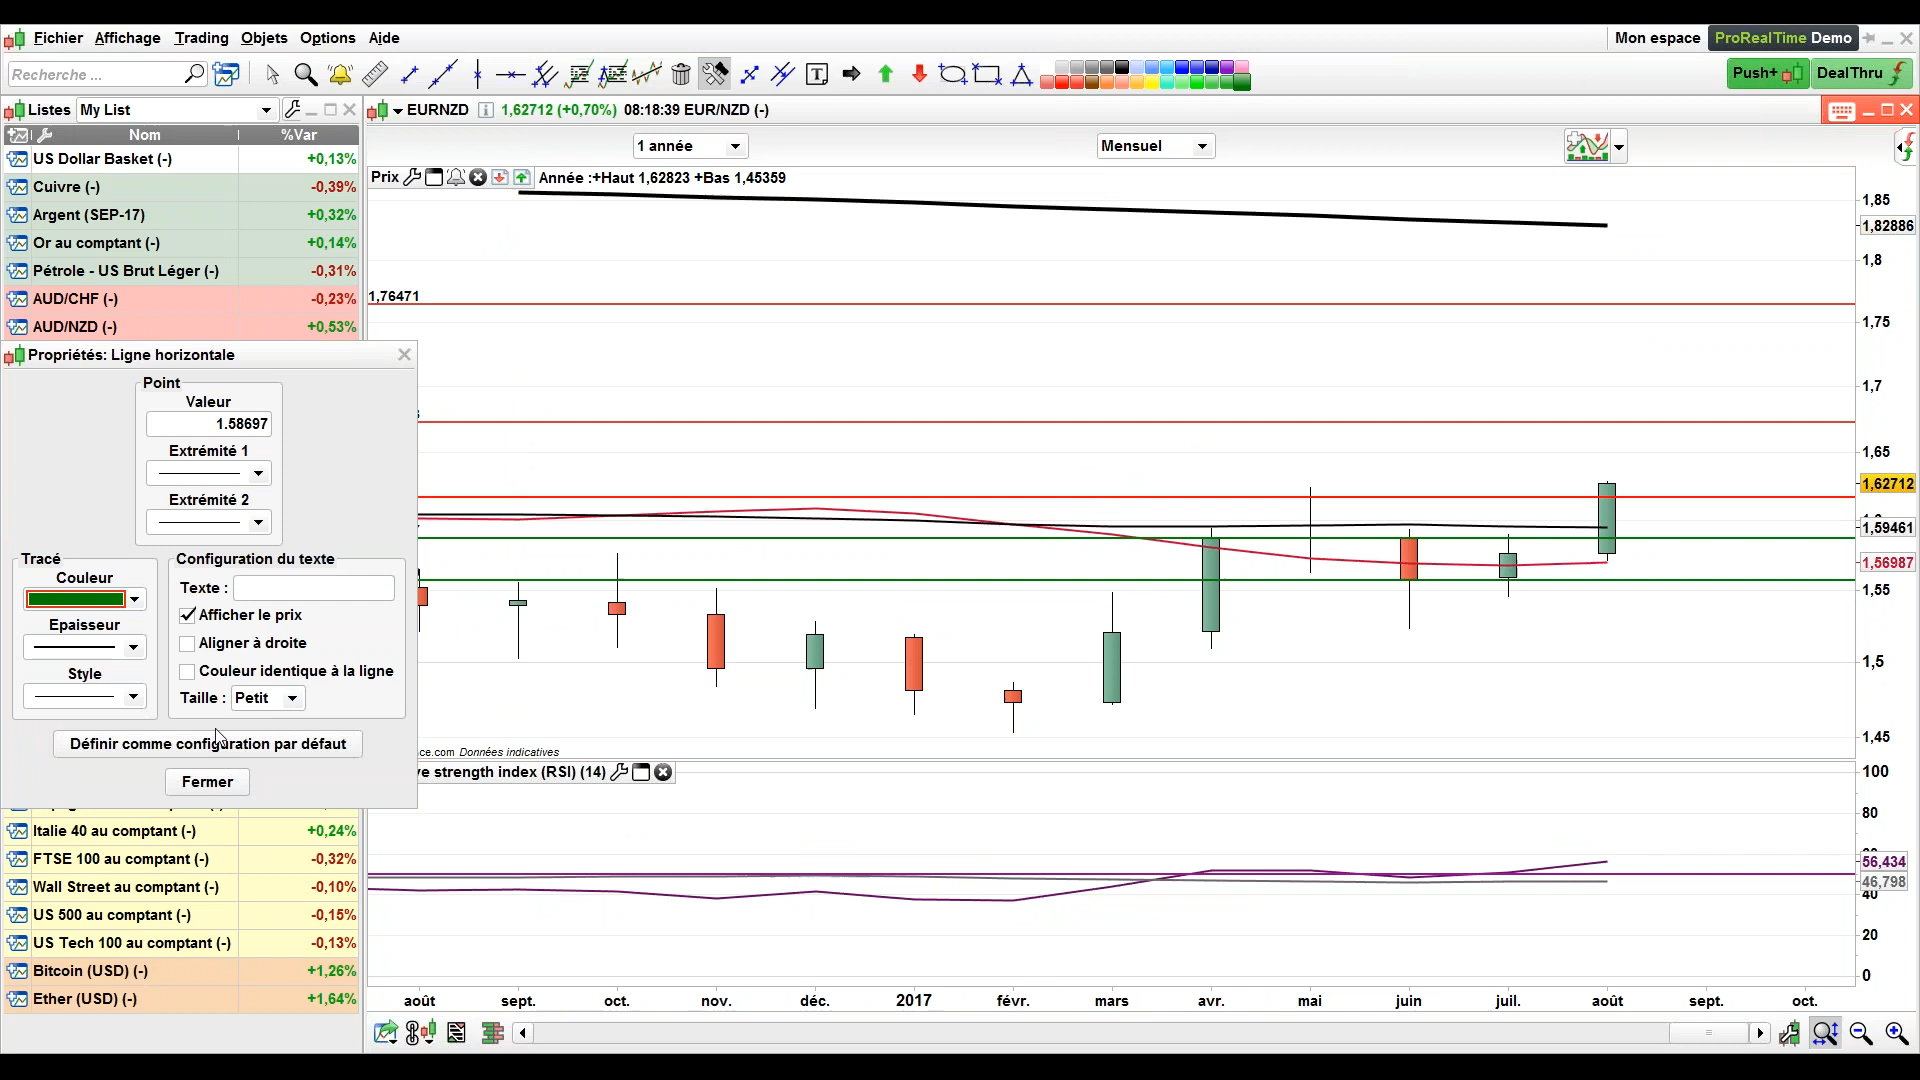 Fichier Affichage Trading Objets Options Aide
Mon espace ProRealTime Demo
Recherche ...
Push+ DealThru
Listes My List
EURNZD 1,62712 (+0,70%) 08:18:39 EUR/NZD (-)
Nom %Var
1 année Mensuel
US Dollar Basket (-) +0,13%
Cuivre (-) -0,39%
Argent (SEP-17) +0,32%
Or au comptant (-) +0,14%
Pétrole - US Brut Léger (-) -0,31%
AUD/CHF (-) -0,23%
AUD/NZD (-) +0,53%
Prix Année :+Haut 1,62823 +Bas 1,45359
1,76471
Propriétés: Ligne horizontale
Point
Valeur
1.58697
Extrémité 1
Extrémité 2
Tracé
Couleur
Epaisseur
Style
Configuration du texte
Texte :
Afficher le prix
Aligner à droite
Couleur identique à la ligne
Taille : Petit
Définir comme configuration par défaut
Fermer
Italie 40 au comptant (-) +0,24%
FTSE 100 au comptant (-) -0,32%
Wall Street au comptant (-) -0,10%
US 500 au comptant (-) -0,15%
US Tech 100 au comptant (-) -0,13%
Bitcoin (USD) (-) +1,26%
Ether (USD) (-) +1,64%
ce.com Données indicatives
ve strength index (RSI) (14)
1,85
1,82886
1,8
1,75
1,7
1,65
1,62712
1,59461
1,56987
1,55
1,5
1,45
100
80
56,434
46,798
40
20
0
août sept. oct. nov. déc. 2017 févr. mars avr. mai juin juil. août sept. oct.